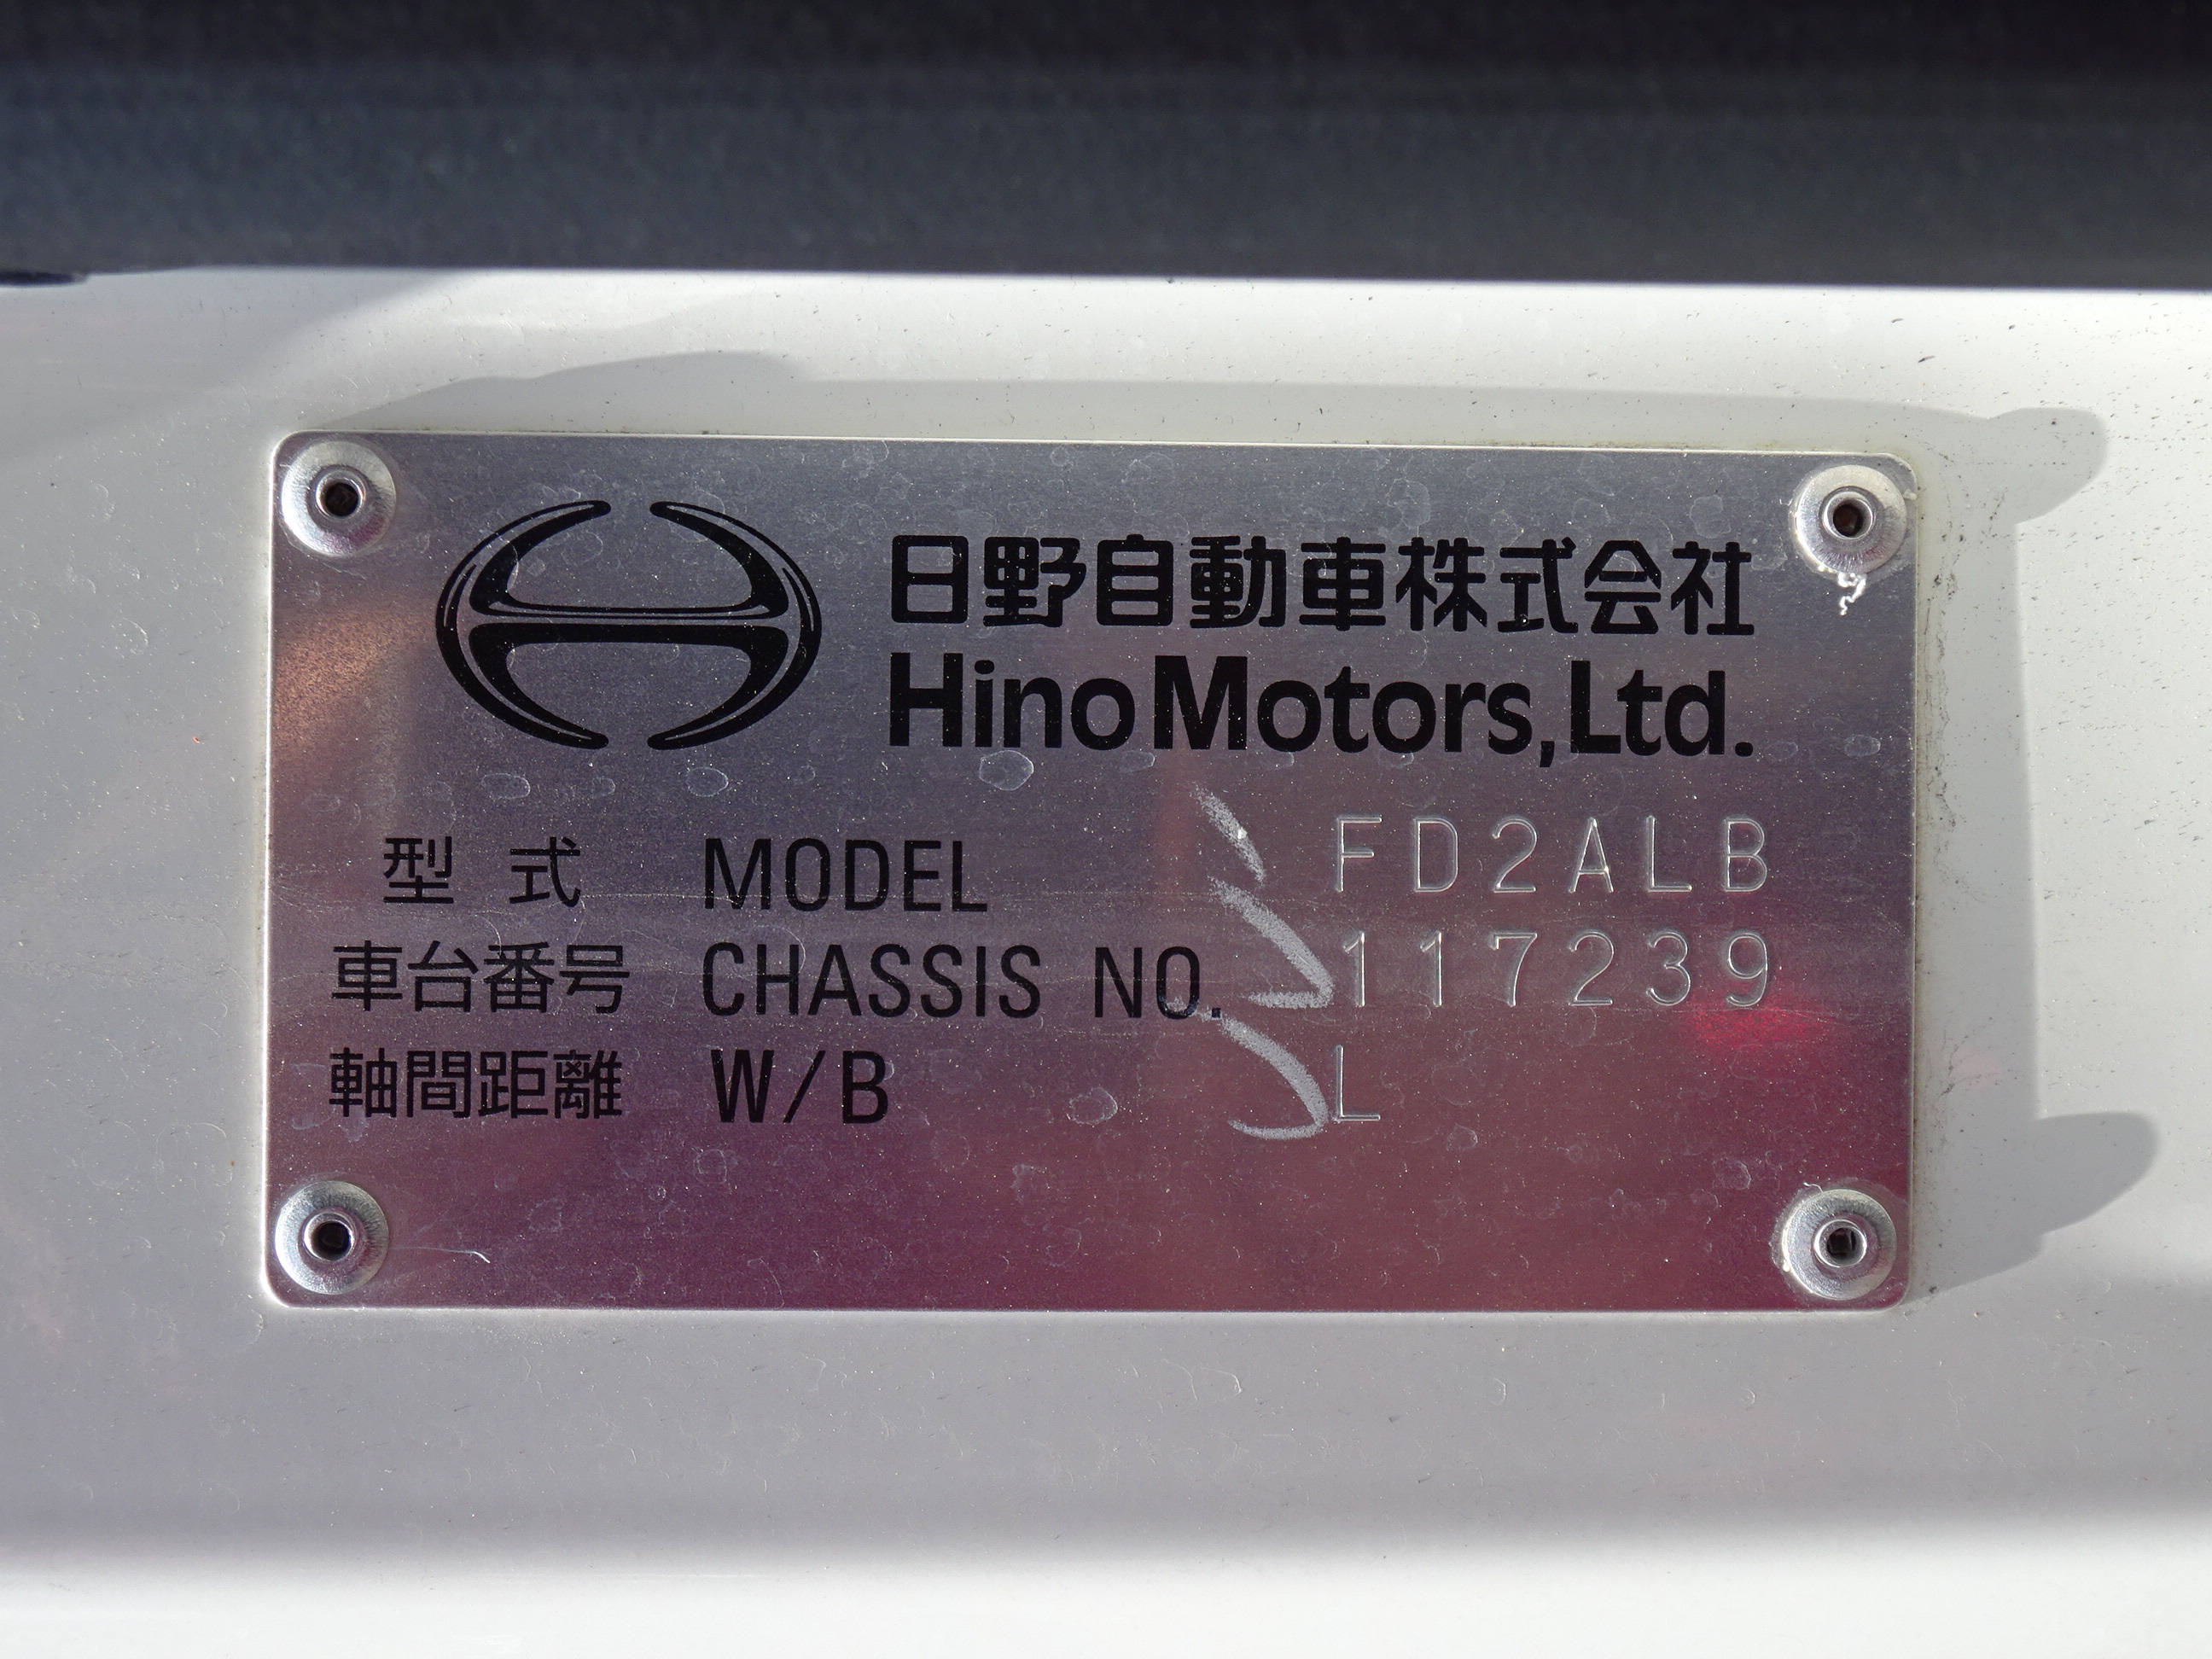 日野自動車株式会社
Hino Motors, Ltd.
型式 MODEL FD2ALB
車台番号 CHASSIS NO. 117239
軸間距離 W/B L